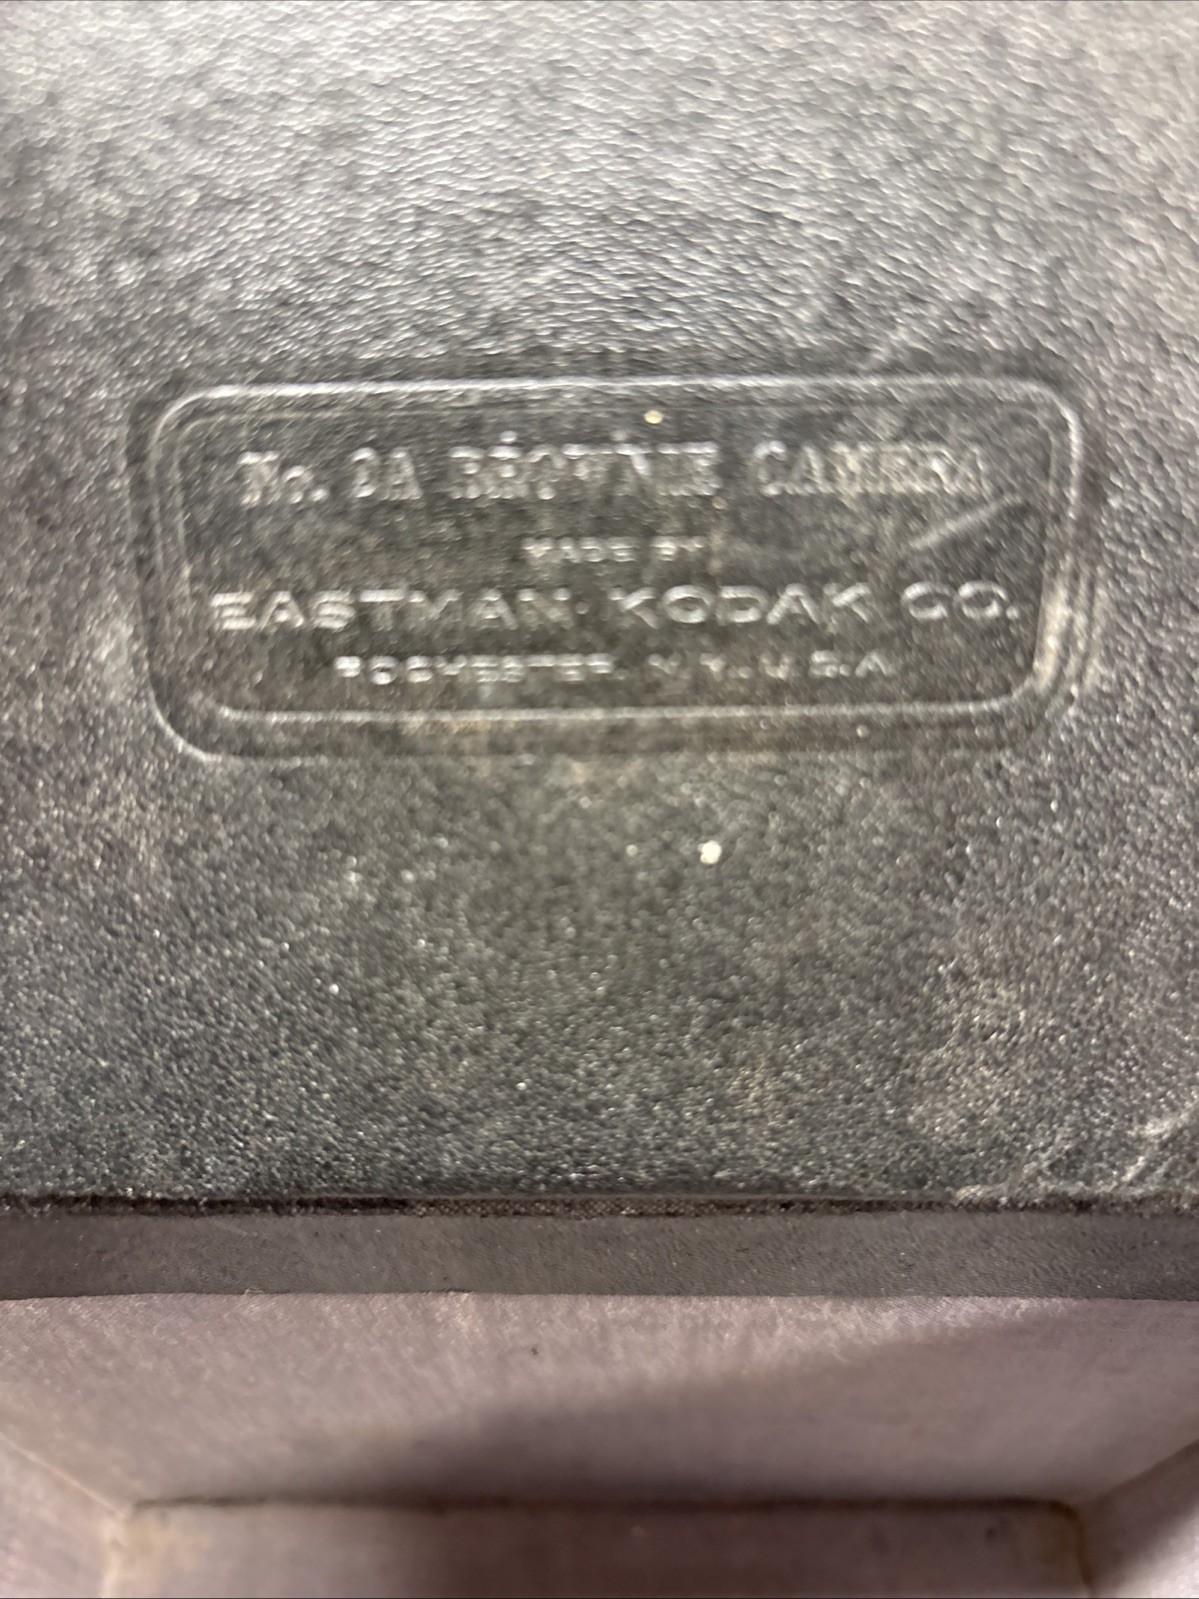 No. 2A BROWNIE CAMERA
MADE BY
EASTMAN KODAK CO.
ROCHESTER, N.Y., U.S.A.